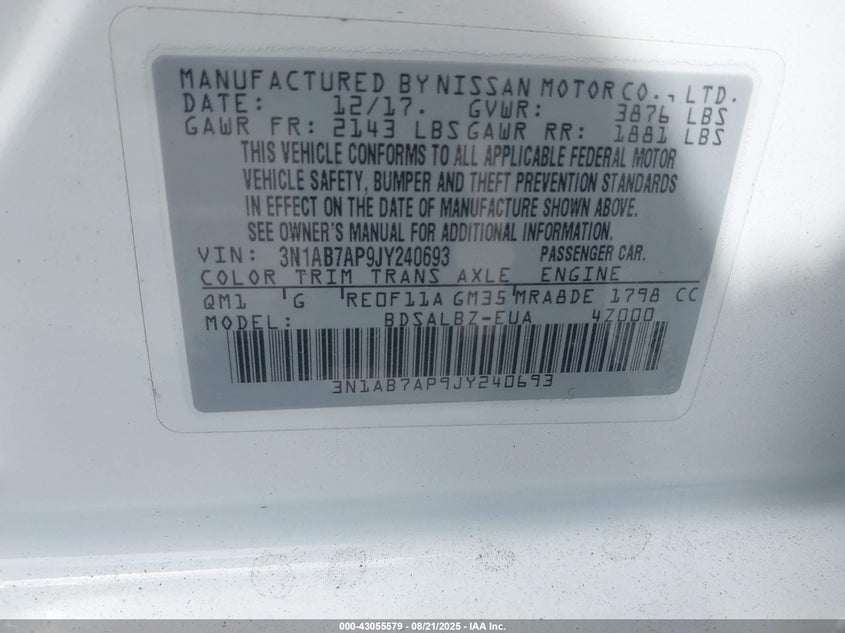 MANUFACTURED BY NISSAN MOTOR CO., LTD.
DATE: 12/17. GVWR: 3876 LBS
GAWR FR: 2143 LBS GAWR RR: 1881 LBS
THIS VEHICLE CONFORMS TO ALL APPLICABLE FEDERAL MOTOR
VEHICLE SAFETY, BUMPER AND THEFT PREVENTION STANDARDS
IN EFFECT ON THE DATE OF MANUFACTURE SHOWN ABOVE.
SEE OWNER'S MANUAL FOR ADDITIONAL INFORMATION.
VIN: 3N1AB7AP9JY240693 PASSENGER CAR.
COLOR TRIM TRANS AXLE ENGINE
QM1 G RE0F11A GM35 MRA8DE 1798 CC
MODEL: BDSALBZ-EUA 4Z000
3N1AB7AP9JY240693
000-43055579 - 08/21/2025 - IAA Inc.